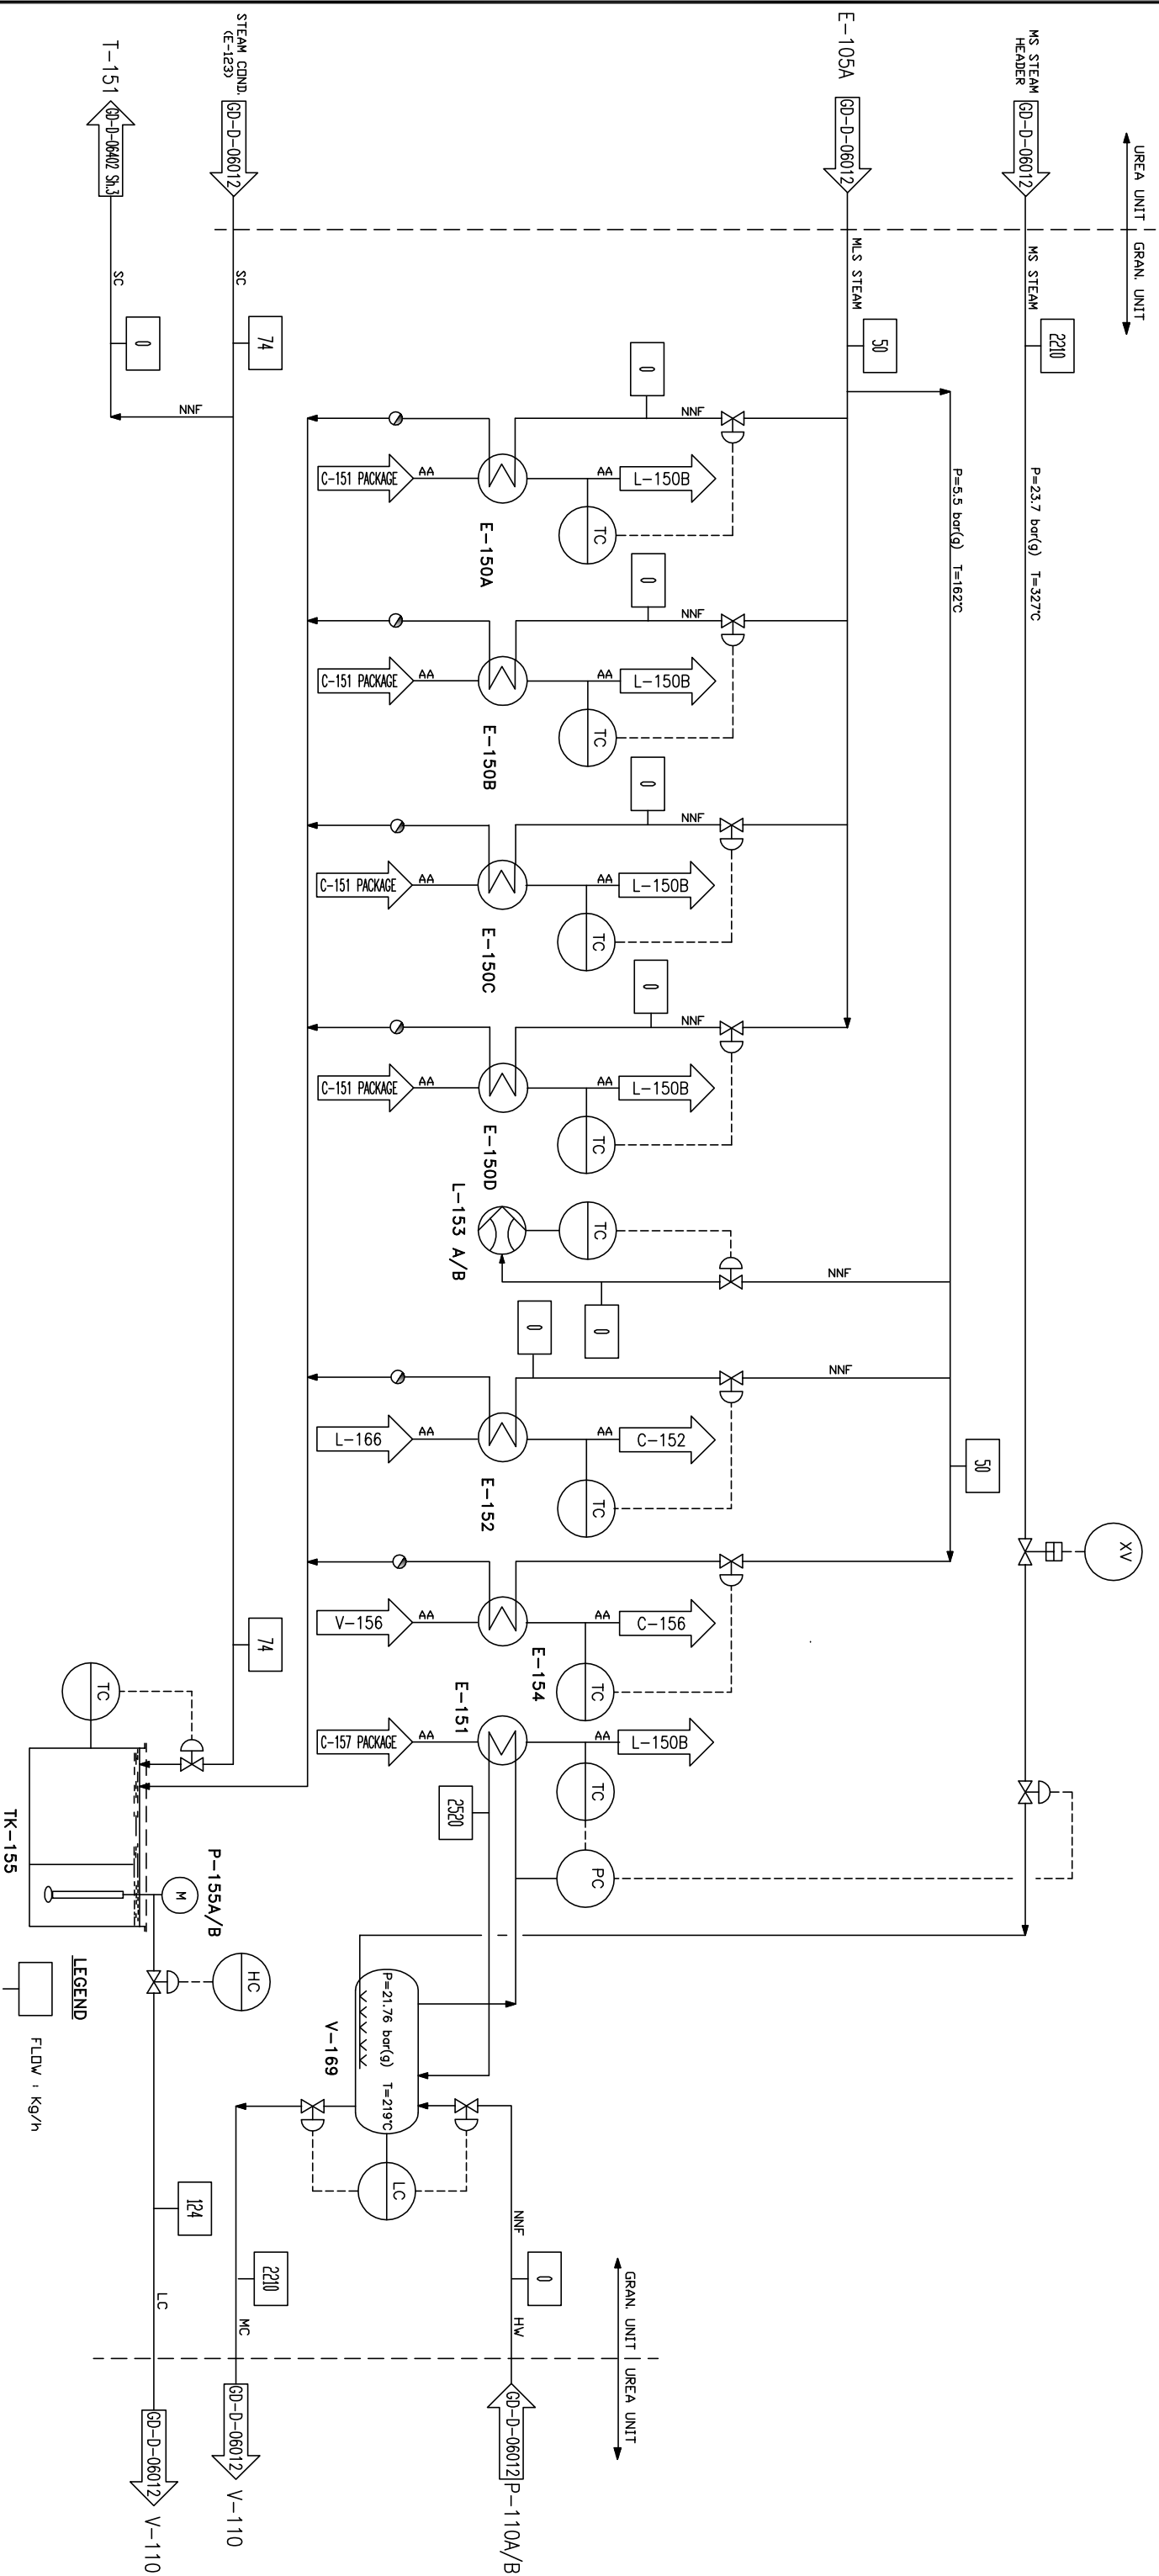 UREA UNIT
GRAN. UNIT
MS STEAM
HEADER
GD-D-06012
MS STEAM
2210
P=23.7 bar(g) T=327°C
XV
E-105A
GD-D-06012
MLS STEAM
50
P=5.5 bar(g) T=162°C
50
NNF
0
TC
L-150B
AA
E-150A
AA
C-151 PACKAGE
NNF
0
TC
L-150B
AA
E-150B
AA
C-151 PACKAGE
NNF
0
TC
L-150B
AA
E-150C
AA
C-151 PACKAGE
NNF
0
TC
L-150B
AA
E-150D
AA
C-151 PACKAGE
NNF
0
TC
L-153 A/B
NNF
0
TC
C-152
AA
E-152
AA
L-166
TC
C-156
AA
E-154
AA
V-156
TC
PC
L-150B
AA
E-151
AA
C-157 PACKAGE
2520
P=21.76 bar(g) T=219°C
V-169
LC
NNF
0
HW
GRAN. UNIT
UREA UNIT
GD-D-06012
P-110A/B
2210
MC
GD-D-06012
V-110
STEAM COND.
(E-123)
GD-D-06012
SC
74
NNF
74
T-151
GD-D-06402 Sh.3
SC
0
TC
TK-155
P-155A/B
M
HC
124
LC
GD-D-06012
V-110
LEGEND
FLOW : Kg/h